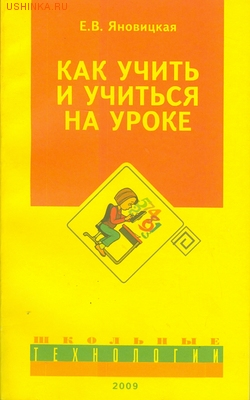 USHINKA.RU
Е.В. Яновицкая
КАК УЧИТЬ
И УЧИТЬСЯ
НА УРОКЕ
ШКОЛЬНЫЕ
ТЕХНОЛОГИИ
2009